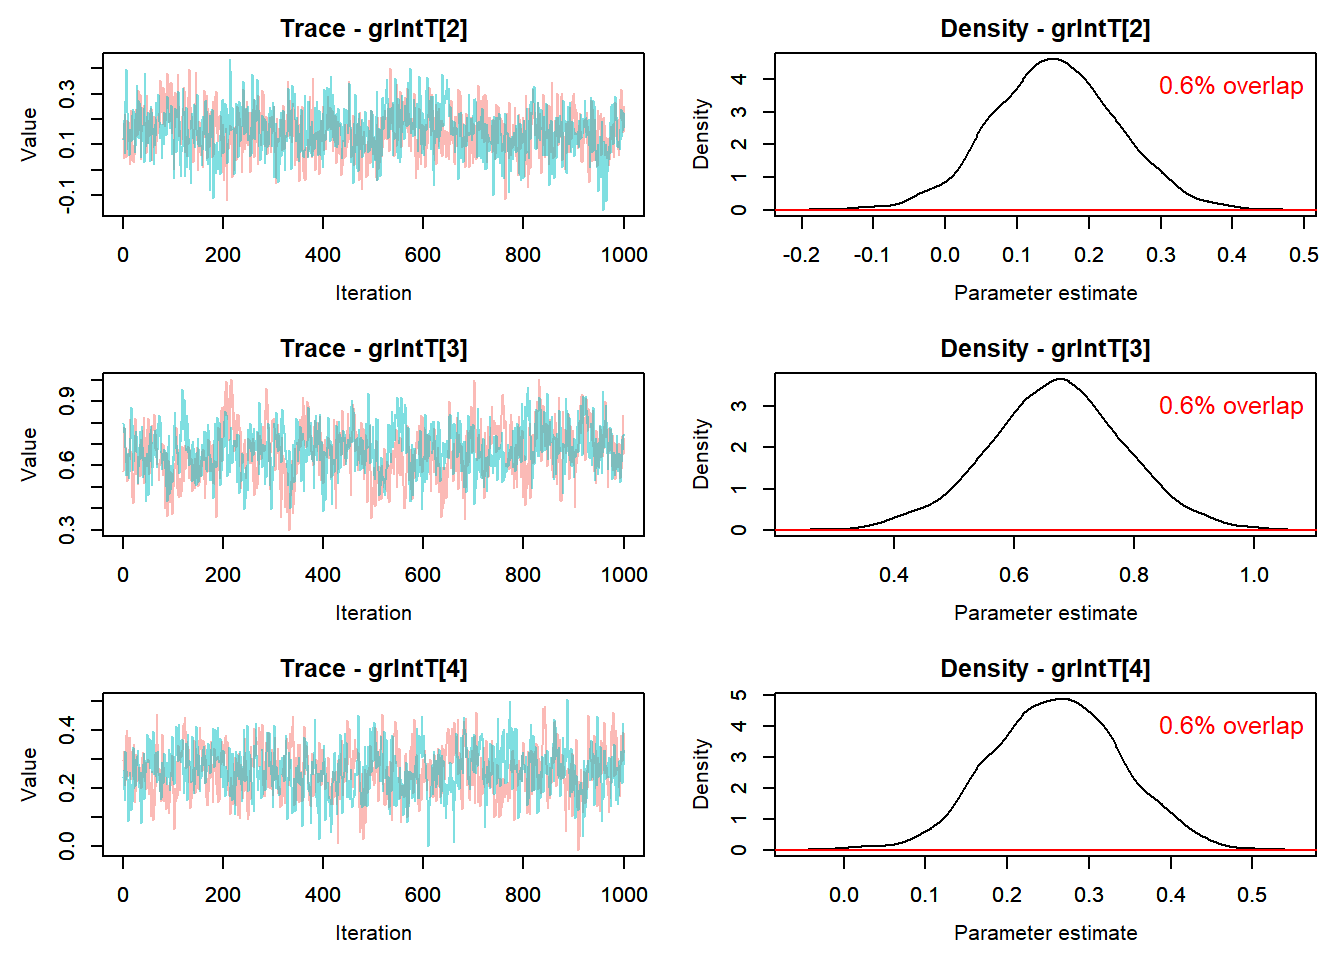 Trace - grIntT[2]
Value
-0.1 0.1 0.3
0 200 400 600 800 1000
Iteration
Density - grIntT[2]
0.6% overlap
Density
0 1 2 3 4
-0.2 -0.1 0.0 0.1 0.2 0.3 0.4 0.5
Parameter estimate
Trace - grIntT[3]
Value
0.3 0.6 0.9
0 200 400 600 800 1000
Iteration
Density - grIntT[3]
0.6% overlap
Density
0 1 2 3
0.4 0.6 0.8 1.0
Parameter estimate
Trace - grIntT[4]
Value
0.0 0.2 0.4
0 200 400 600 800 1000
Iteration
Density - grIntT[4]
0.6% overlap
Density
0 1 2 3 4 5
0.0 0.1 0.2 0.3 0.4 0.5
Parameter estimate